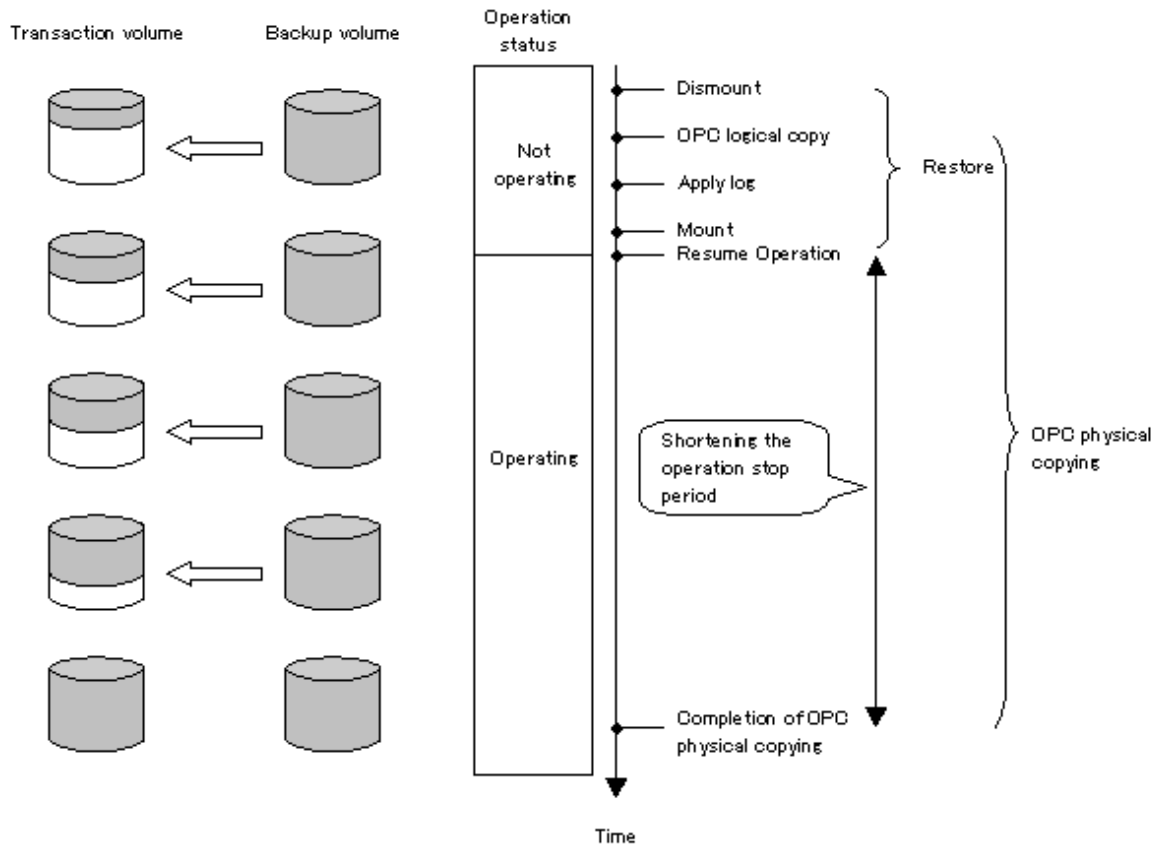 Transaction volume
Backup volume
Operation
status
Not
operating
Operating
Dismount
OPC logical copy
Apply log
Mount
Resume Operation
Restore
Shortening the
operation stop
period
OPC physical
copying
Completion of OPC
physical copying
Time